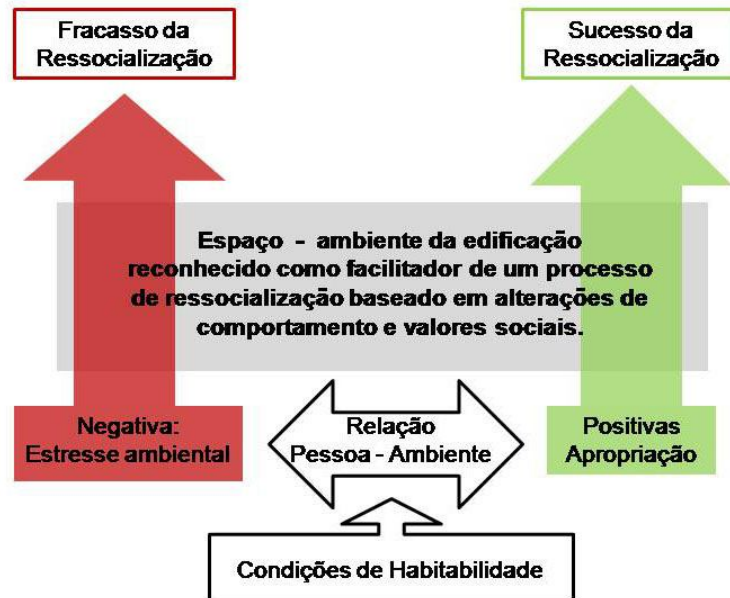 Fracasso da
Ressocialização
Sucesso da
Ressocialização
Espaço - ambiente da edificação
reconhecido como facilitador de um processo
de ressocialização baseado em alterações de
comportamento e valores sociais.
Negativa:
Estresse ambiental
Relação
Pessoa - Ambiente
Positivas
Apropriação
Condições de Habitabilidade